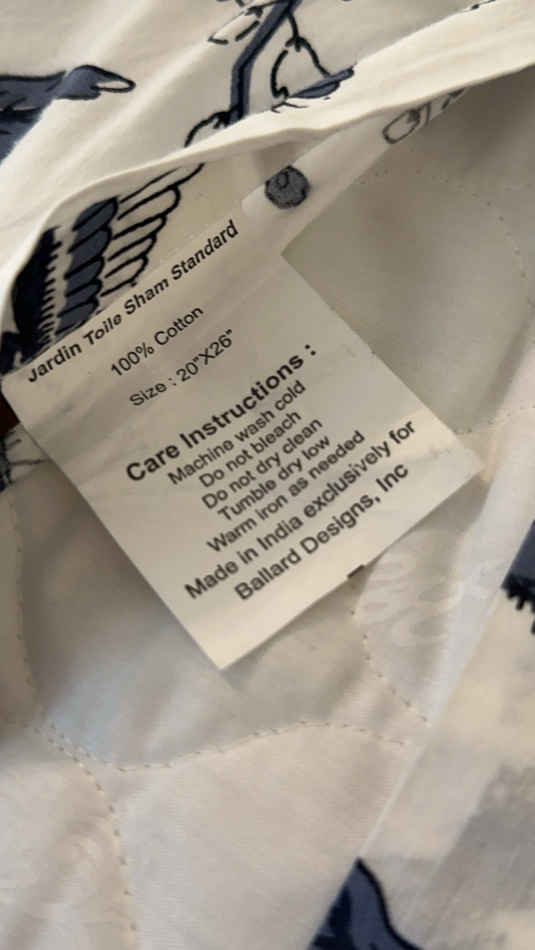 Jardin Toile Sham Standard
100% Cotton
Size : 20"X26"
Care Instructions :
Machine wash cold
Do not bleach
Do not dry clean
Tumble dry low
Warm iron as needed
Made in India exclusively for
Ballard Designs, Inc